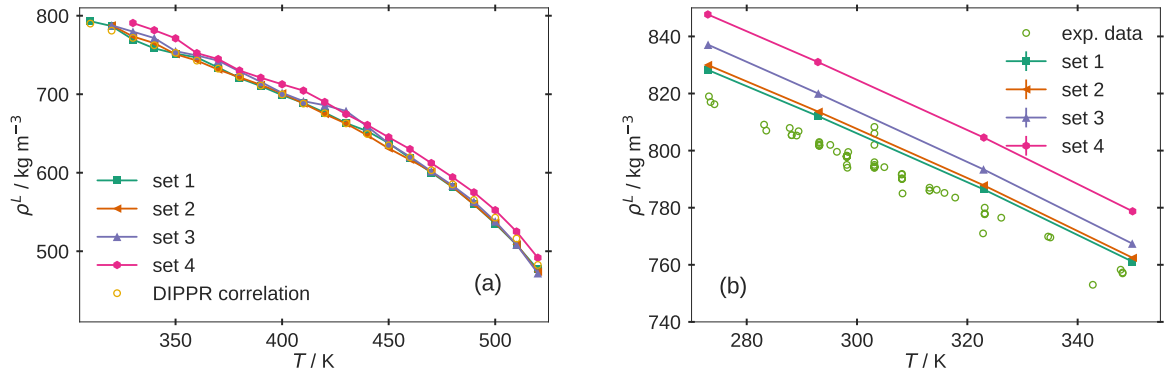 800
700
600
500
ρᴸ / kg m⁻³
set 1
set 2
set 3
set 4
DIPPR correlation
(a)
350
400
450
500
T / K
840
820
800
780
760
740
ρᴸ / kg m⁻³
exp. data
set 1
set 2
set 3
set 4
(b)
280
300
320
340
T / K